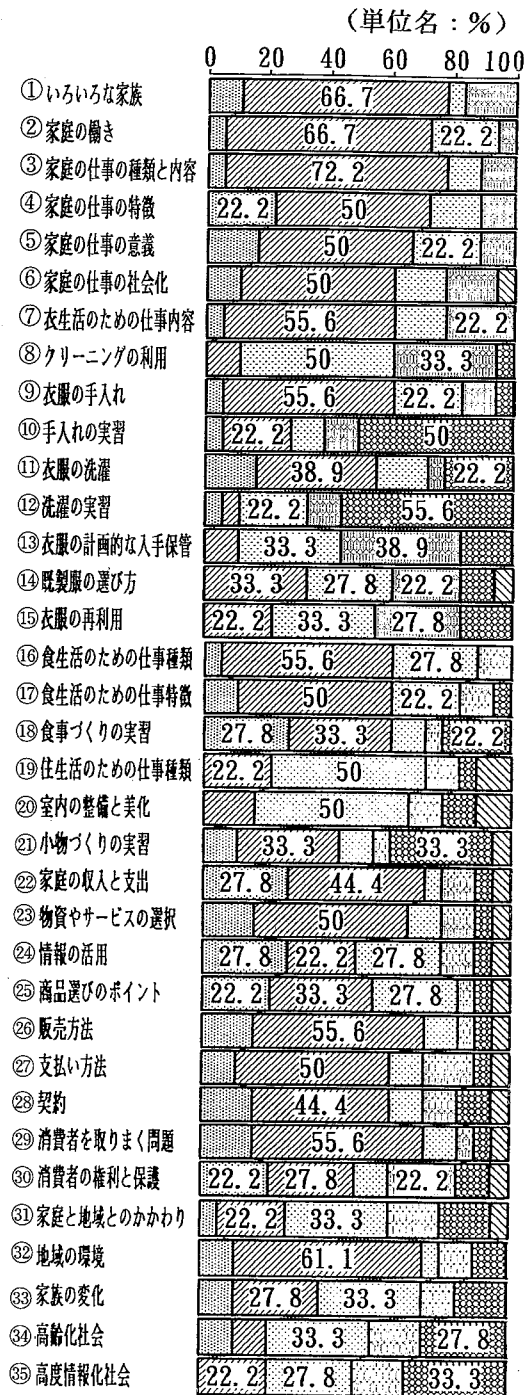 (単位名：%)
0 20 40 60 80 100
①いろいろな家族 66.7
②家庭の働き 66.7 22.2
③家庭の仕事の種類と内容 72.2
④家庭の仕事の特徴 22.2 50
⑤家庭の仕事の意義 50 22.2
⑥家庭の仕事の社会化 50
⑦衣生活のための仕事内容 55.6 22.2
⑧クリーニングの利用 50 33.3
⑨衣服の手入れ 55.6 22.2
⑩手入れの実習 22.2 50
⑪衣服の洗濯 38.9 22.2
⑫洗濯の実習 22.2 55.6
⑬衣服の計画的な入手保管 33.3 38.9
⑭既製服の選び方 33.3 27.8 22.2
⑮衣服の再利用 22.2 33.3 27.8
⑯食生活のための仕事種類 55.6 27.8
⑰食生活のための仕事特徴 50 22.2
⑱食事づくりの実習 27.8 33.3 22.2
⑲住生活のための仕事種類 22.2 50
⑳室内の整備と美化 50
㉑小物づくりの実習 33.3 33.3
㉒家庭の収入と支出 27.8 44.4
㉓物資やサービスの選択 50
㉔情報の活用 27.8 22.2 27.8
㉕商品選びのポイント 22.2 33.3 27.8
㉖販売方法 55.6
㉗支払い方法 50
㉘契約 44.4
㉙消費者を取りまく問題 55.6
㉚消費者の権利と保護 22.2 27.8 22.2
㉛家庭と地域とのかかわり 22.2 33.3
㉜地域の環境 61.1
㉝家族の変化 27.8 33.3
㉞高齢化社会 33.3 27.8
㉟高度情報化社会 22.2 27.8 33.3